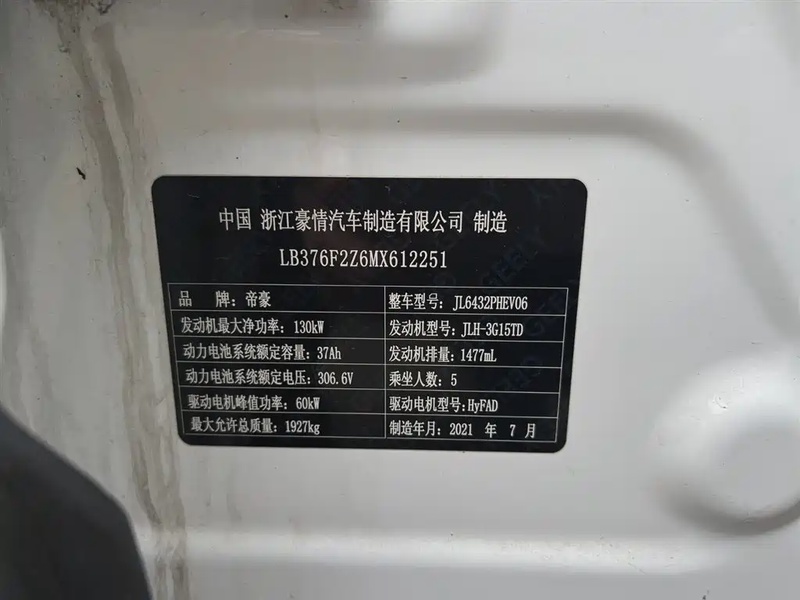 中国 浙江豪情汽车制造有限公司 制造
LB376F2Z6MX612251
品 牌：帝豪 整车型号：JL6432PHEV06
发动机最大净功率：130kW 发动机型号：JLH-3G15TD
动力电池系统额定容量：37Ah 发动机排量：1477mL
动力电池系统额定电压：306.6V 乘坐人数：5
驱动电机峰值功率：60kW 驱动电机型号：HyFAD
最大允许总质量：1927kg 制造年月：2021 年 7 月